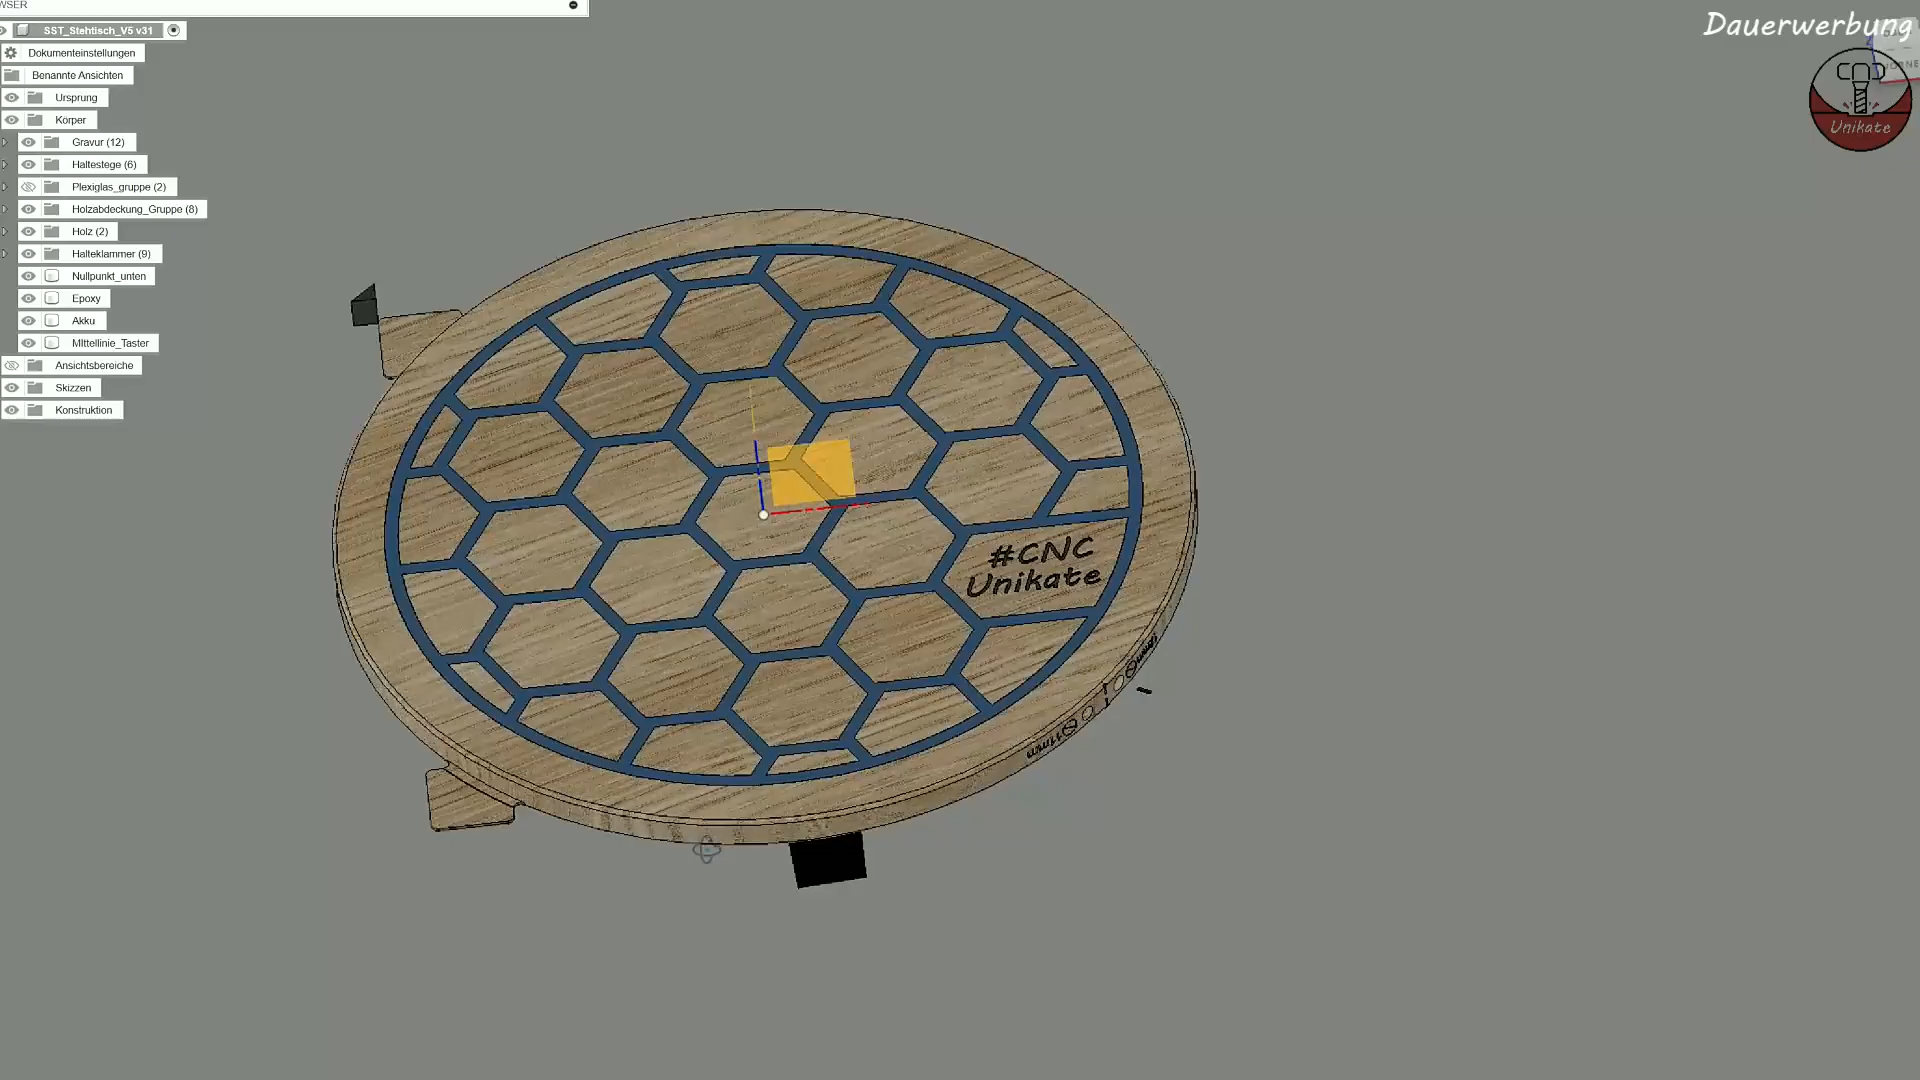 WSER
SST_Stehtisch_V5 v31
Dokumenteinstellungen
Benannte Ansichten
Ursprung
Körper
Gravur (12)
Haltestege (6)
Plexiglas_gruppe (2)
Holzabdeckung_Gruppe (8)
Holz (2)
Halteklammer (9)
Nullpunkt_unten
Epoxy
Akku
MIttellinie_Taster
Ansichtsbereiche
Skizzen
Konstruktion
Dauerwerbung
Unikate
#CNC
Unikate